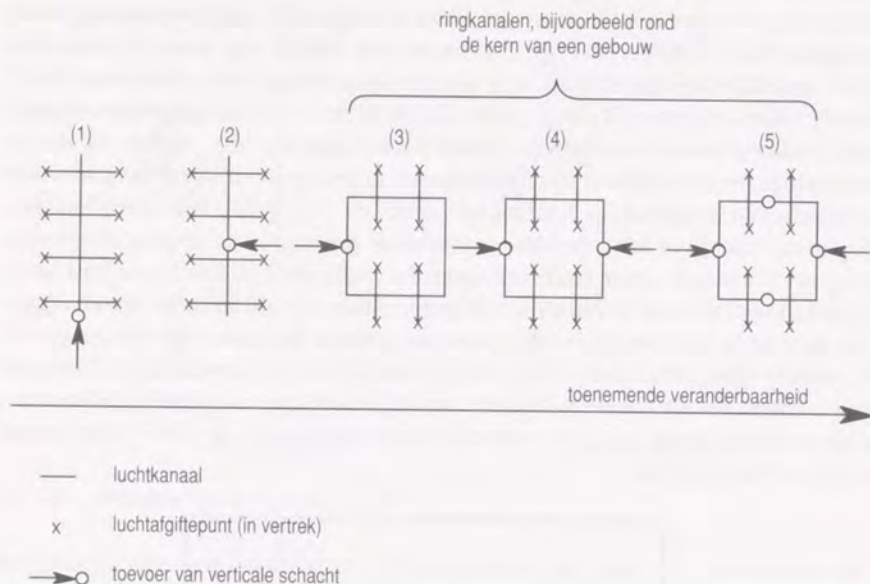 ringkanalen, bijvoorbeeld rond
de kern van een gebouw
(1)
(2)
(3)
(4)
(5)
toenemende veranderbaarheid
luchtkanaal
x luchtafgiftepunt (in vertrek)
toevoer van verticale schacht